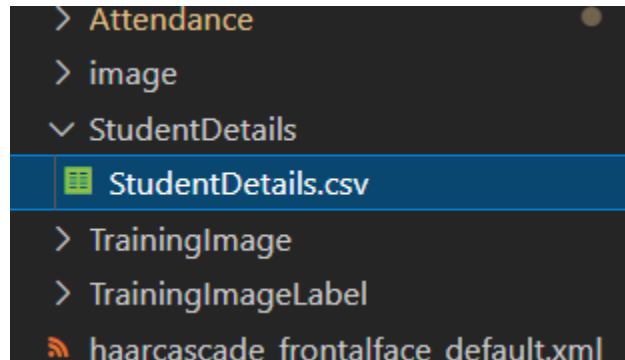 Attendance
image
StudentDetails
StudentDetails.csv
TrainingImage
TrainingImageLabel
haarcascade_frontalface_default.xml